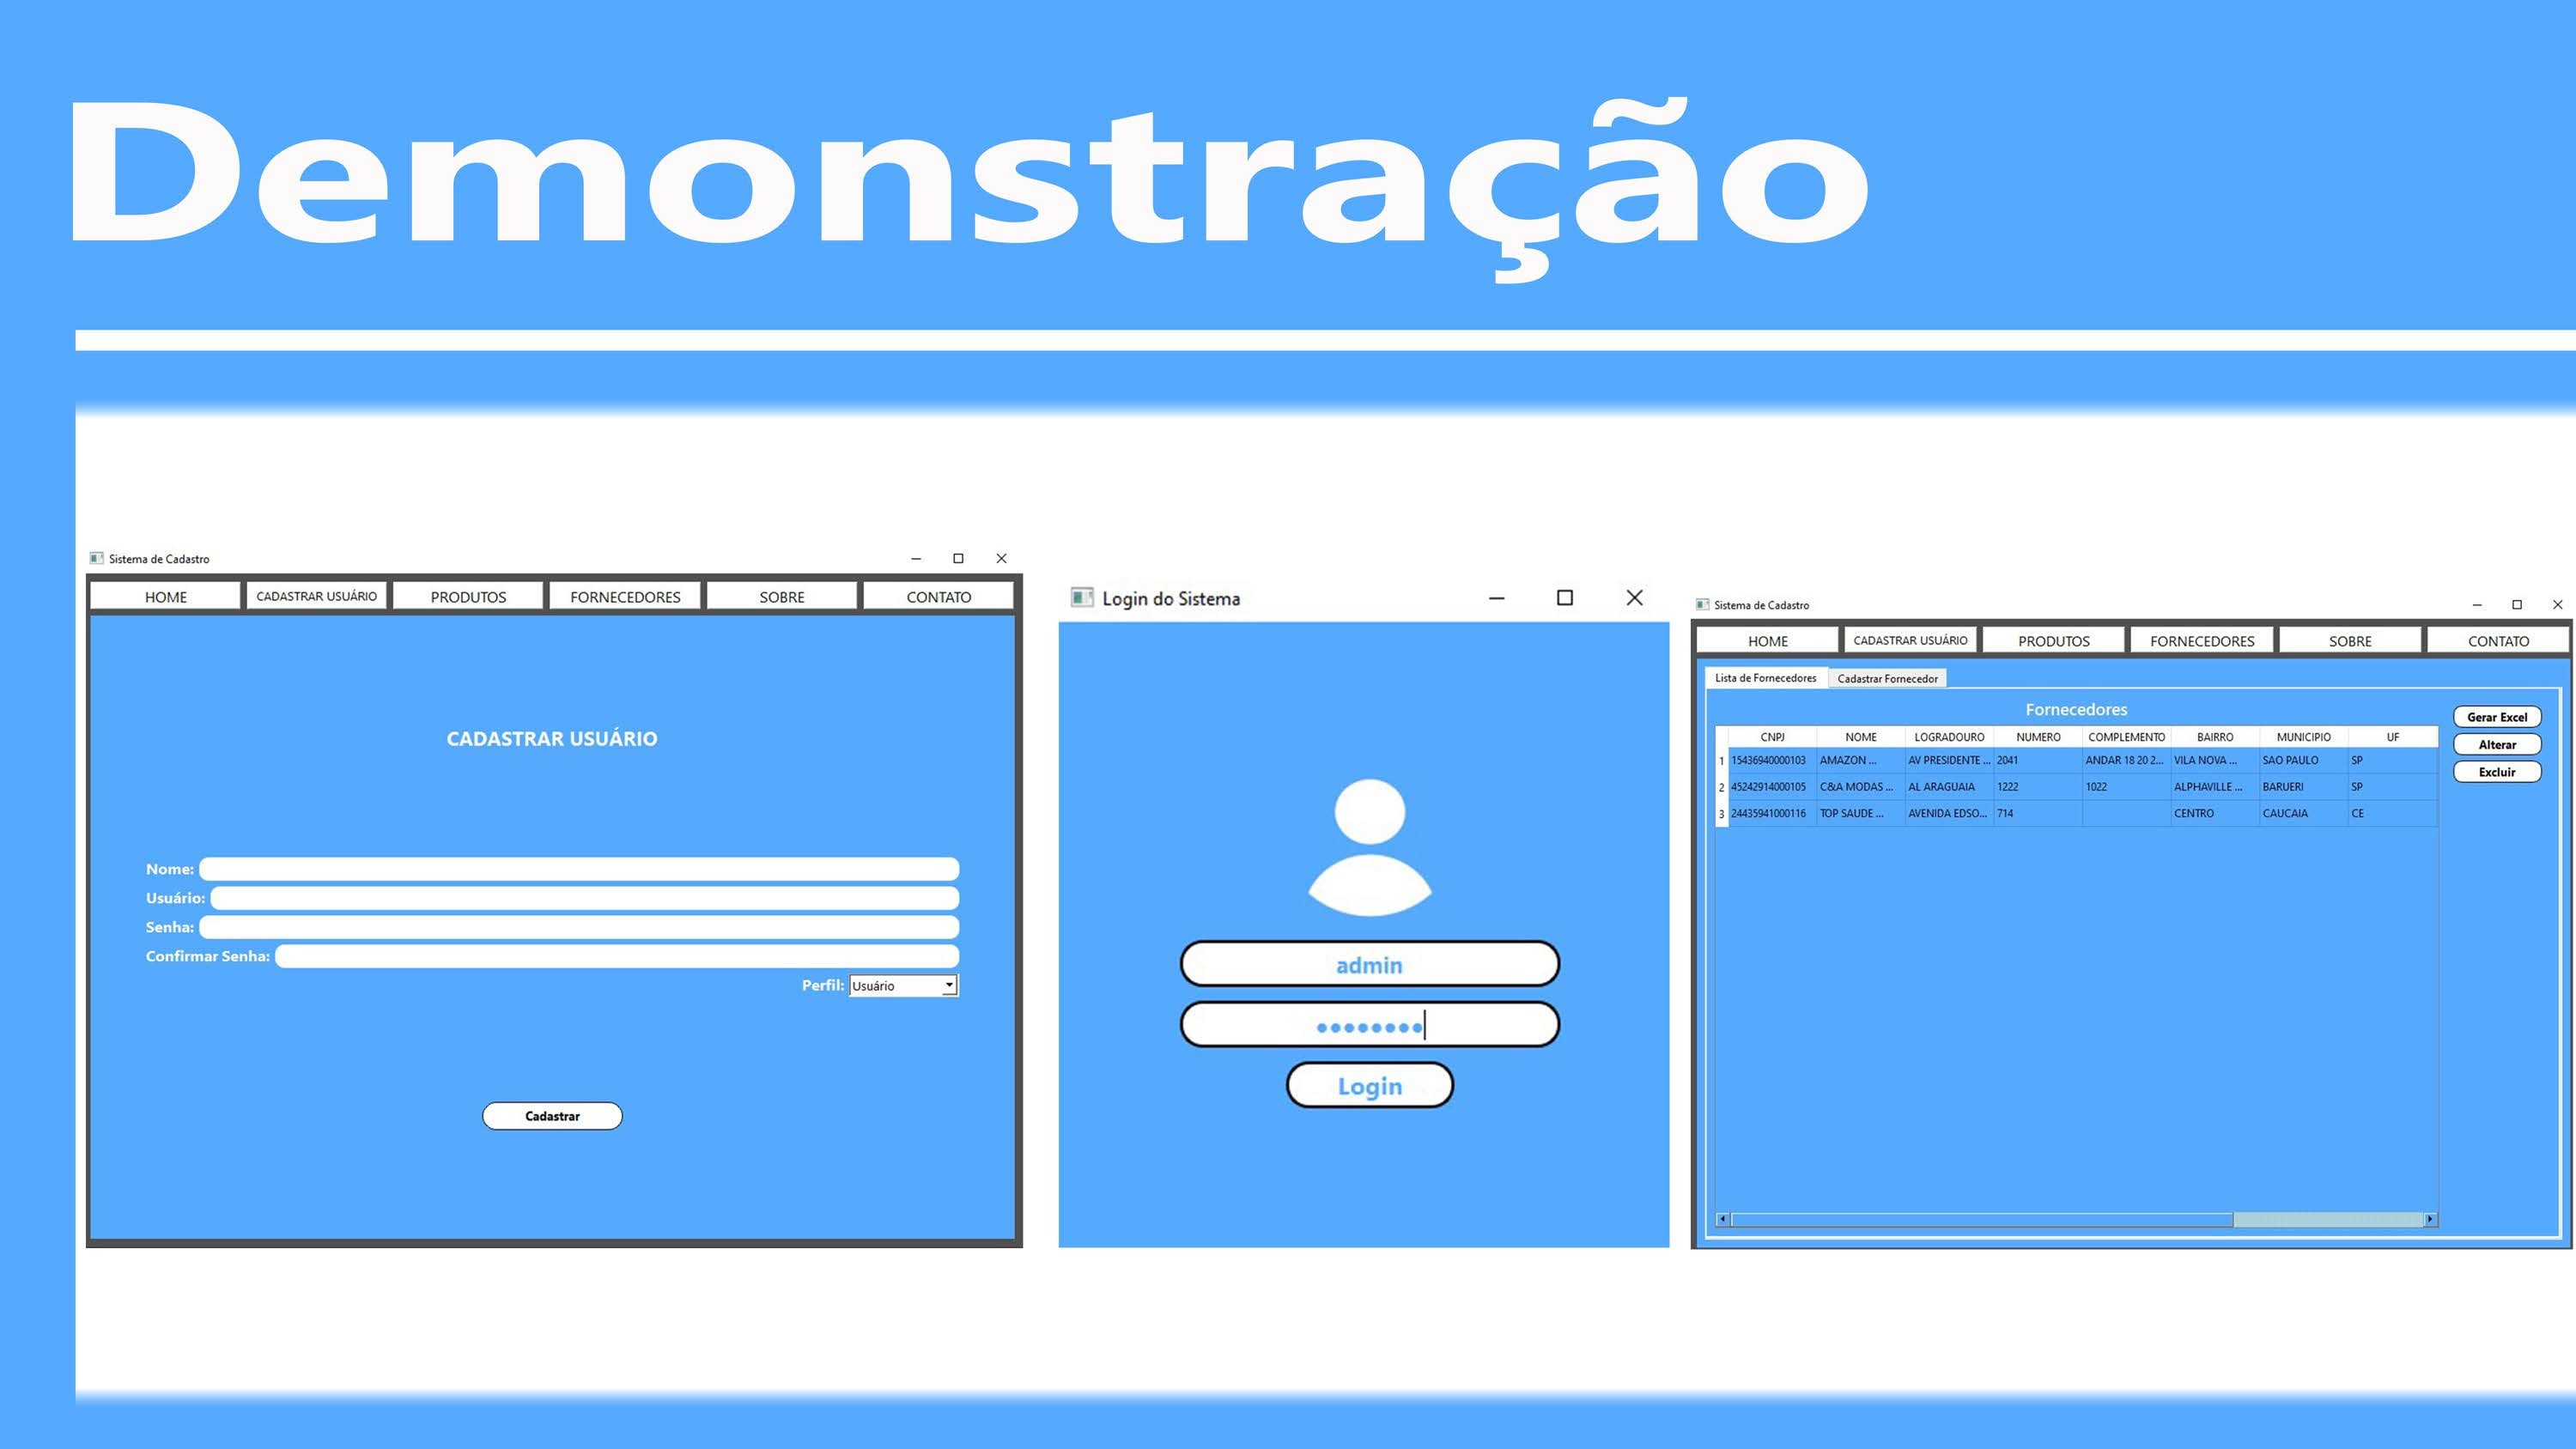 Demonstração
Sistema de Cadastro
HOME CADASTRAR USUÁRIO PRODUTOS FORNECEDORES SOBRE CONTATO
CADASTRAR USUÁRIO
Nome:
Usuário:
Senha:
Confirmar Senha:
Perfil: Usuário
Cadastrar
Login do Sistema
admin
Login
Sistema de Cadastro
HOME CADASTRAR USUÁRIO PRODUTOS FORNECEDORES SOBRE CONTATO
Lista de Fornecedores Cadastrar Fornecedor
Fornecedores
CNPJ NOME LOGRADOURO NUMERO COMPLEMENTO BAIRRO MUNICIPIO UF
1 15436940000103 AMAZON ... AV PRESIDENTE ... 2041 ANDAR 18 20 2... VILA NOVA ... SAO PAULO SP
2 45242914000105 C&A MODAS ... AL ARAGUAIA 1222 1022 ALPHAVILLE ... BARUERI SP
3 24435941000116 TOP SAUDE ... AVENIDA EDSO... 714 CENTRO CAUCAIA CE
Gerar Excel
Alterar
Excluir